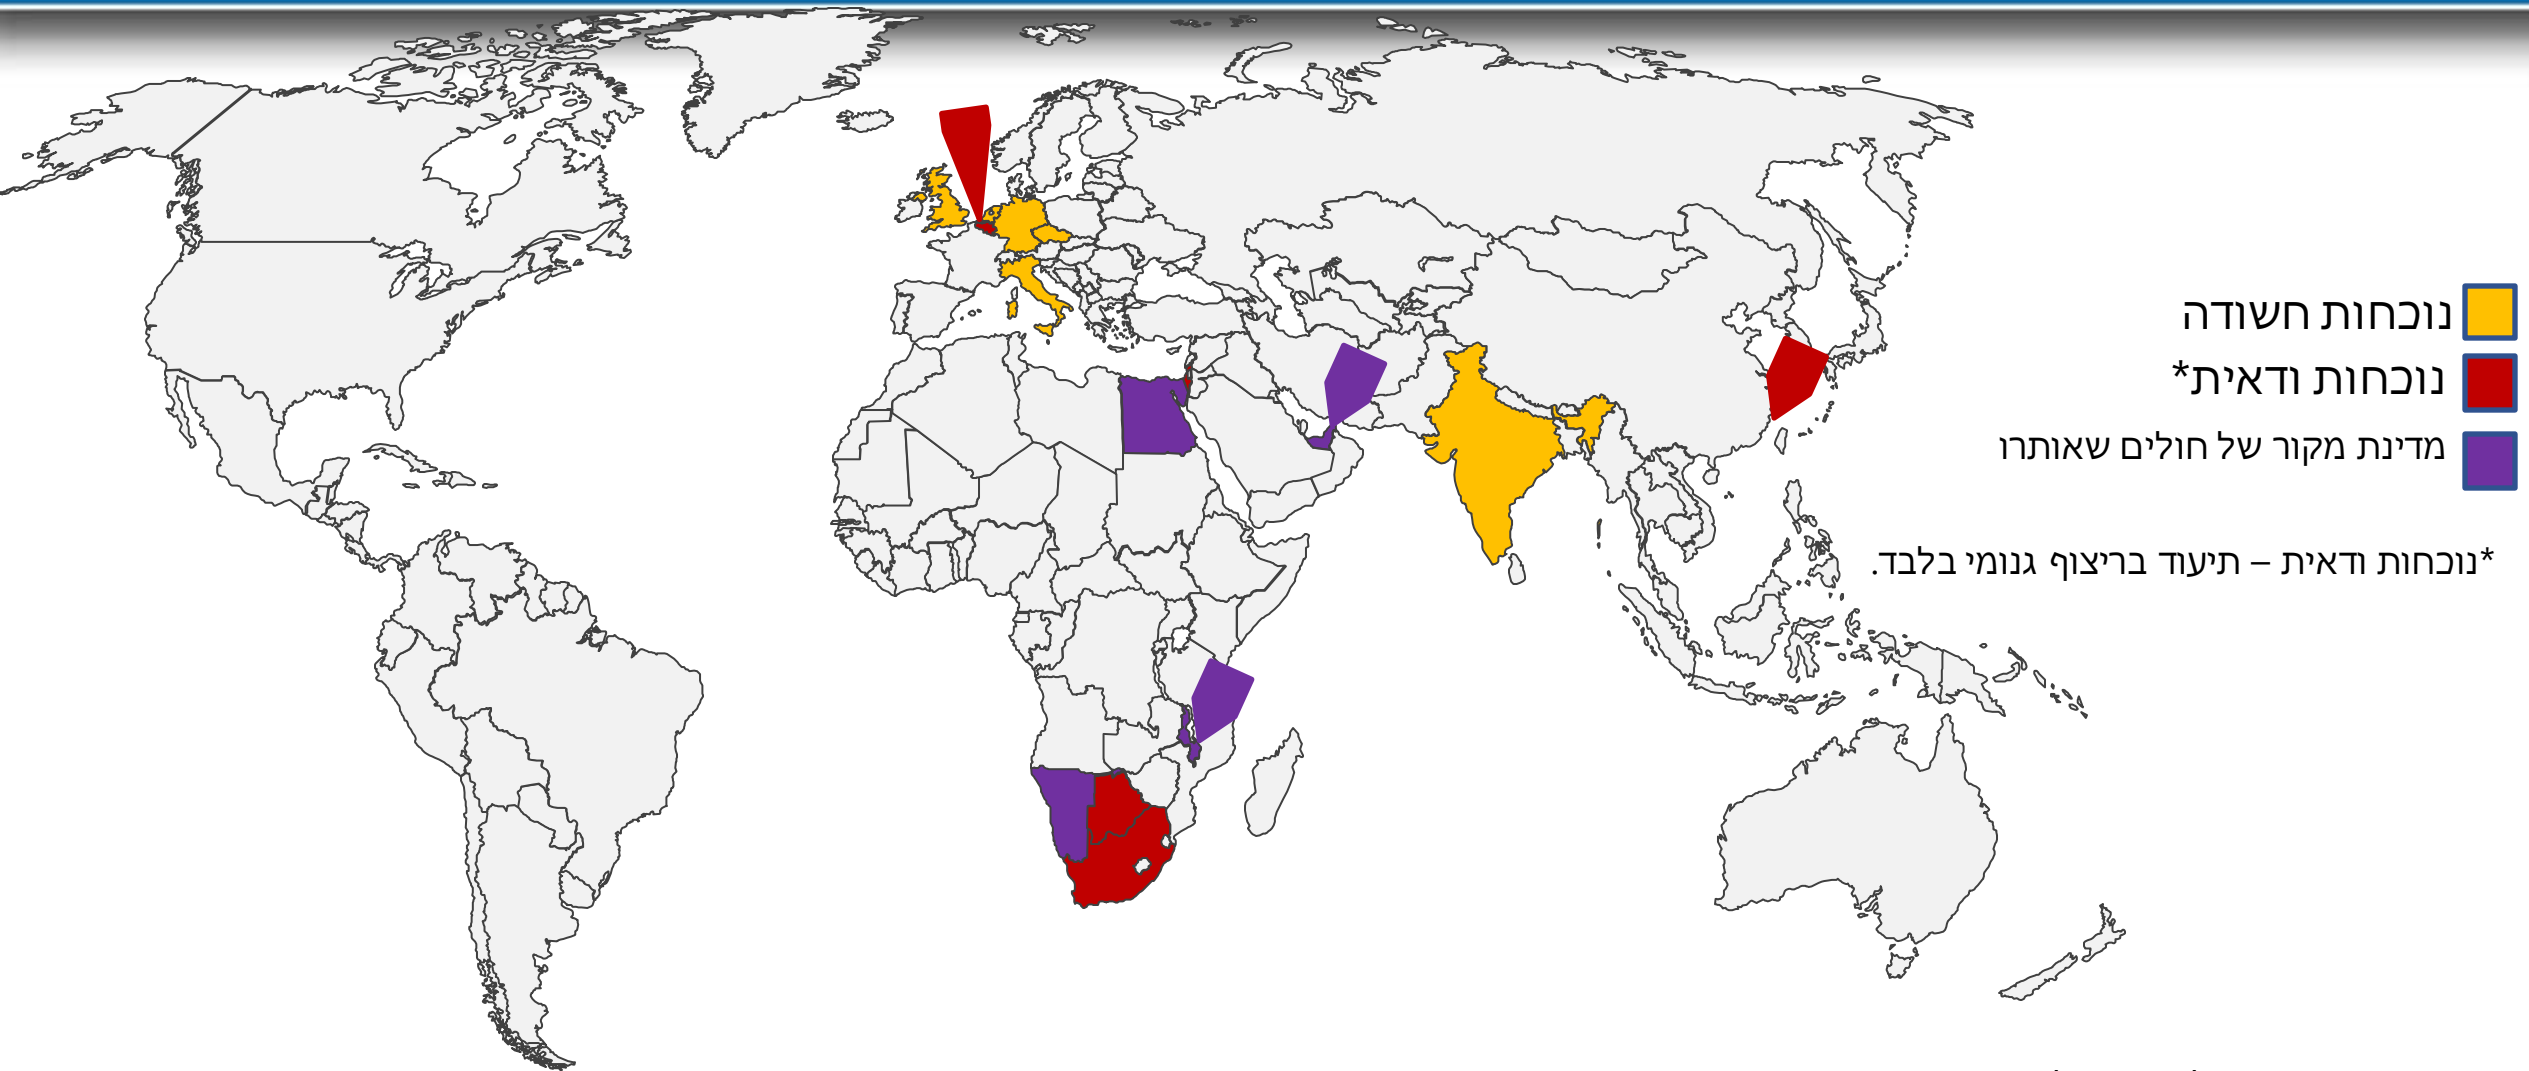 נוכחות חשודה
נוכחות ודאית*
מדינת מקור של חולים שאותרו
*נוכחות ודאית – תיעוד בריצוף גנומי בלבד.